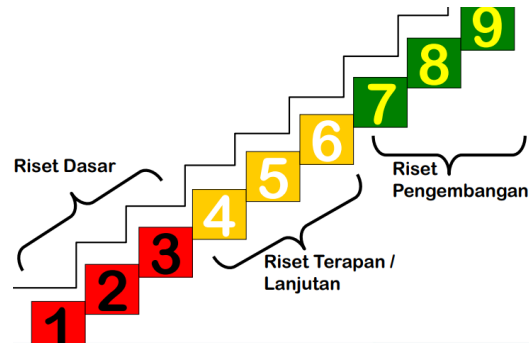 9
8
7
6
5
4
3
2
1
Riset Dasar
Riset Terapan /
Lanjutan
Riset
Pengembangan